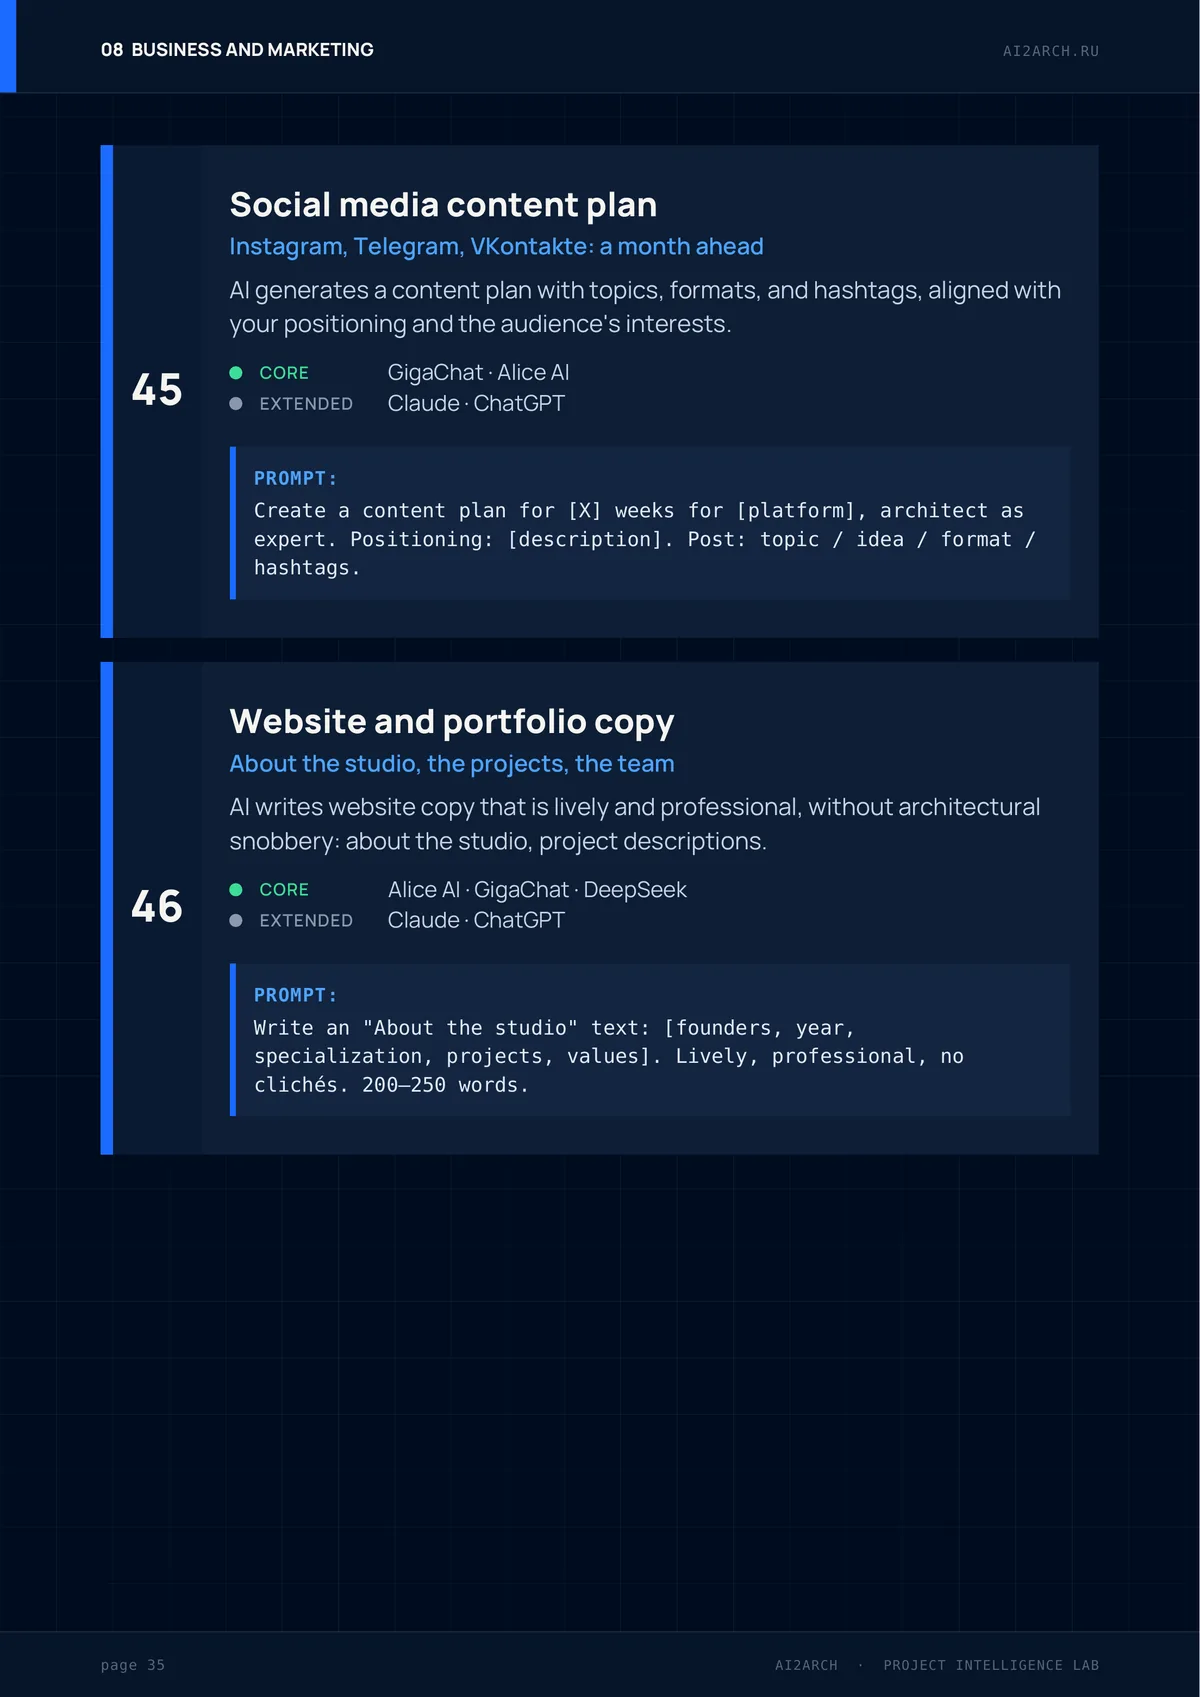 08 BUSINESS AND MARKETING
AI2ARCH.RU
45
Social media content plan
Instagram, Telegram, VKontakte: a month ahead
AI generates a content plan with topics, formats, and hashtags, aligned with
your positioning and the audience's interests.
CORE GigaChat · Alice AI
EXTENDED Claude · ChatGPT
PROMPT:
Create a content plan for [X] weeks for [platform], architect as
expert. Positioning: [description]. Post: topic / idea / format /
hashtags.
46
Website and portfolio copy
About the studio, the projects, the team
AI writes website copy that is lively and professional, without architectural
snobbery: about the studio, project descriptions.
CORE Alice AI · GigaChat · DeepSeek
EXTENDED Claude · ChatGPT
PROMPT:
Write an "About the studio" text: [founders, year,
specialization, projects, values]. Lively, professional, no
clichés. 200–250 words.
page 35
AI2ARCH · PROJECT INTELLIGENCE LAB